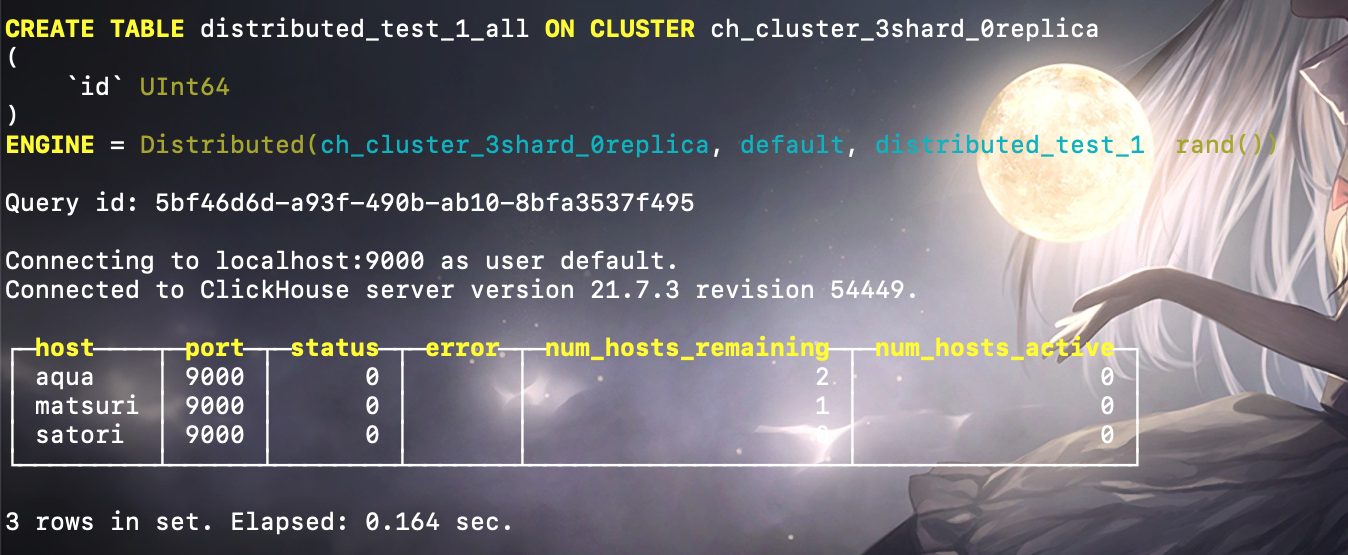 CREATE TABLE distributed_test_1_all ON CLUSTER ch_cluster_3shard_0replica
(
    `id` UInt64
)
ENGINE = Distributed(ch_cluster_3shard_0replica, default, distributed_test_1  rand())
Query id: 5bf46d6d-a93f-490b-ab10-8bfa3537f495
Connecting to localhost:9000 as user default.
Connected to ClickHouse server version 21.7.3 revision 54449.
host port status error num_hosts_remaining num_hosts_active
aqua 9000 0 2 0
matsuri 9000 0 1 0
satori 9000 0 0
3 rows in set. Elapsed: 0.164 sec.